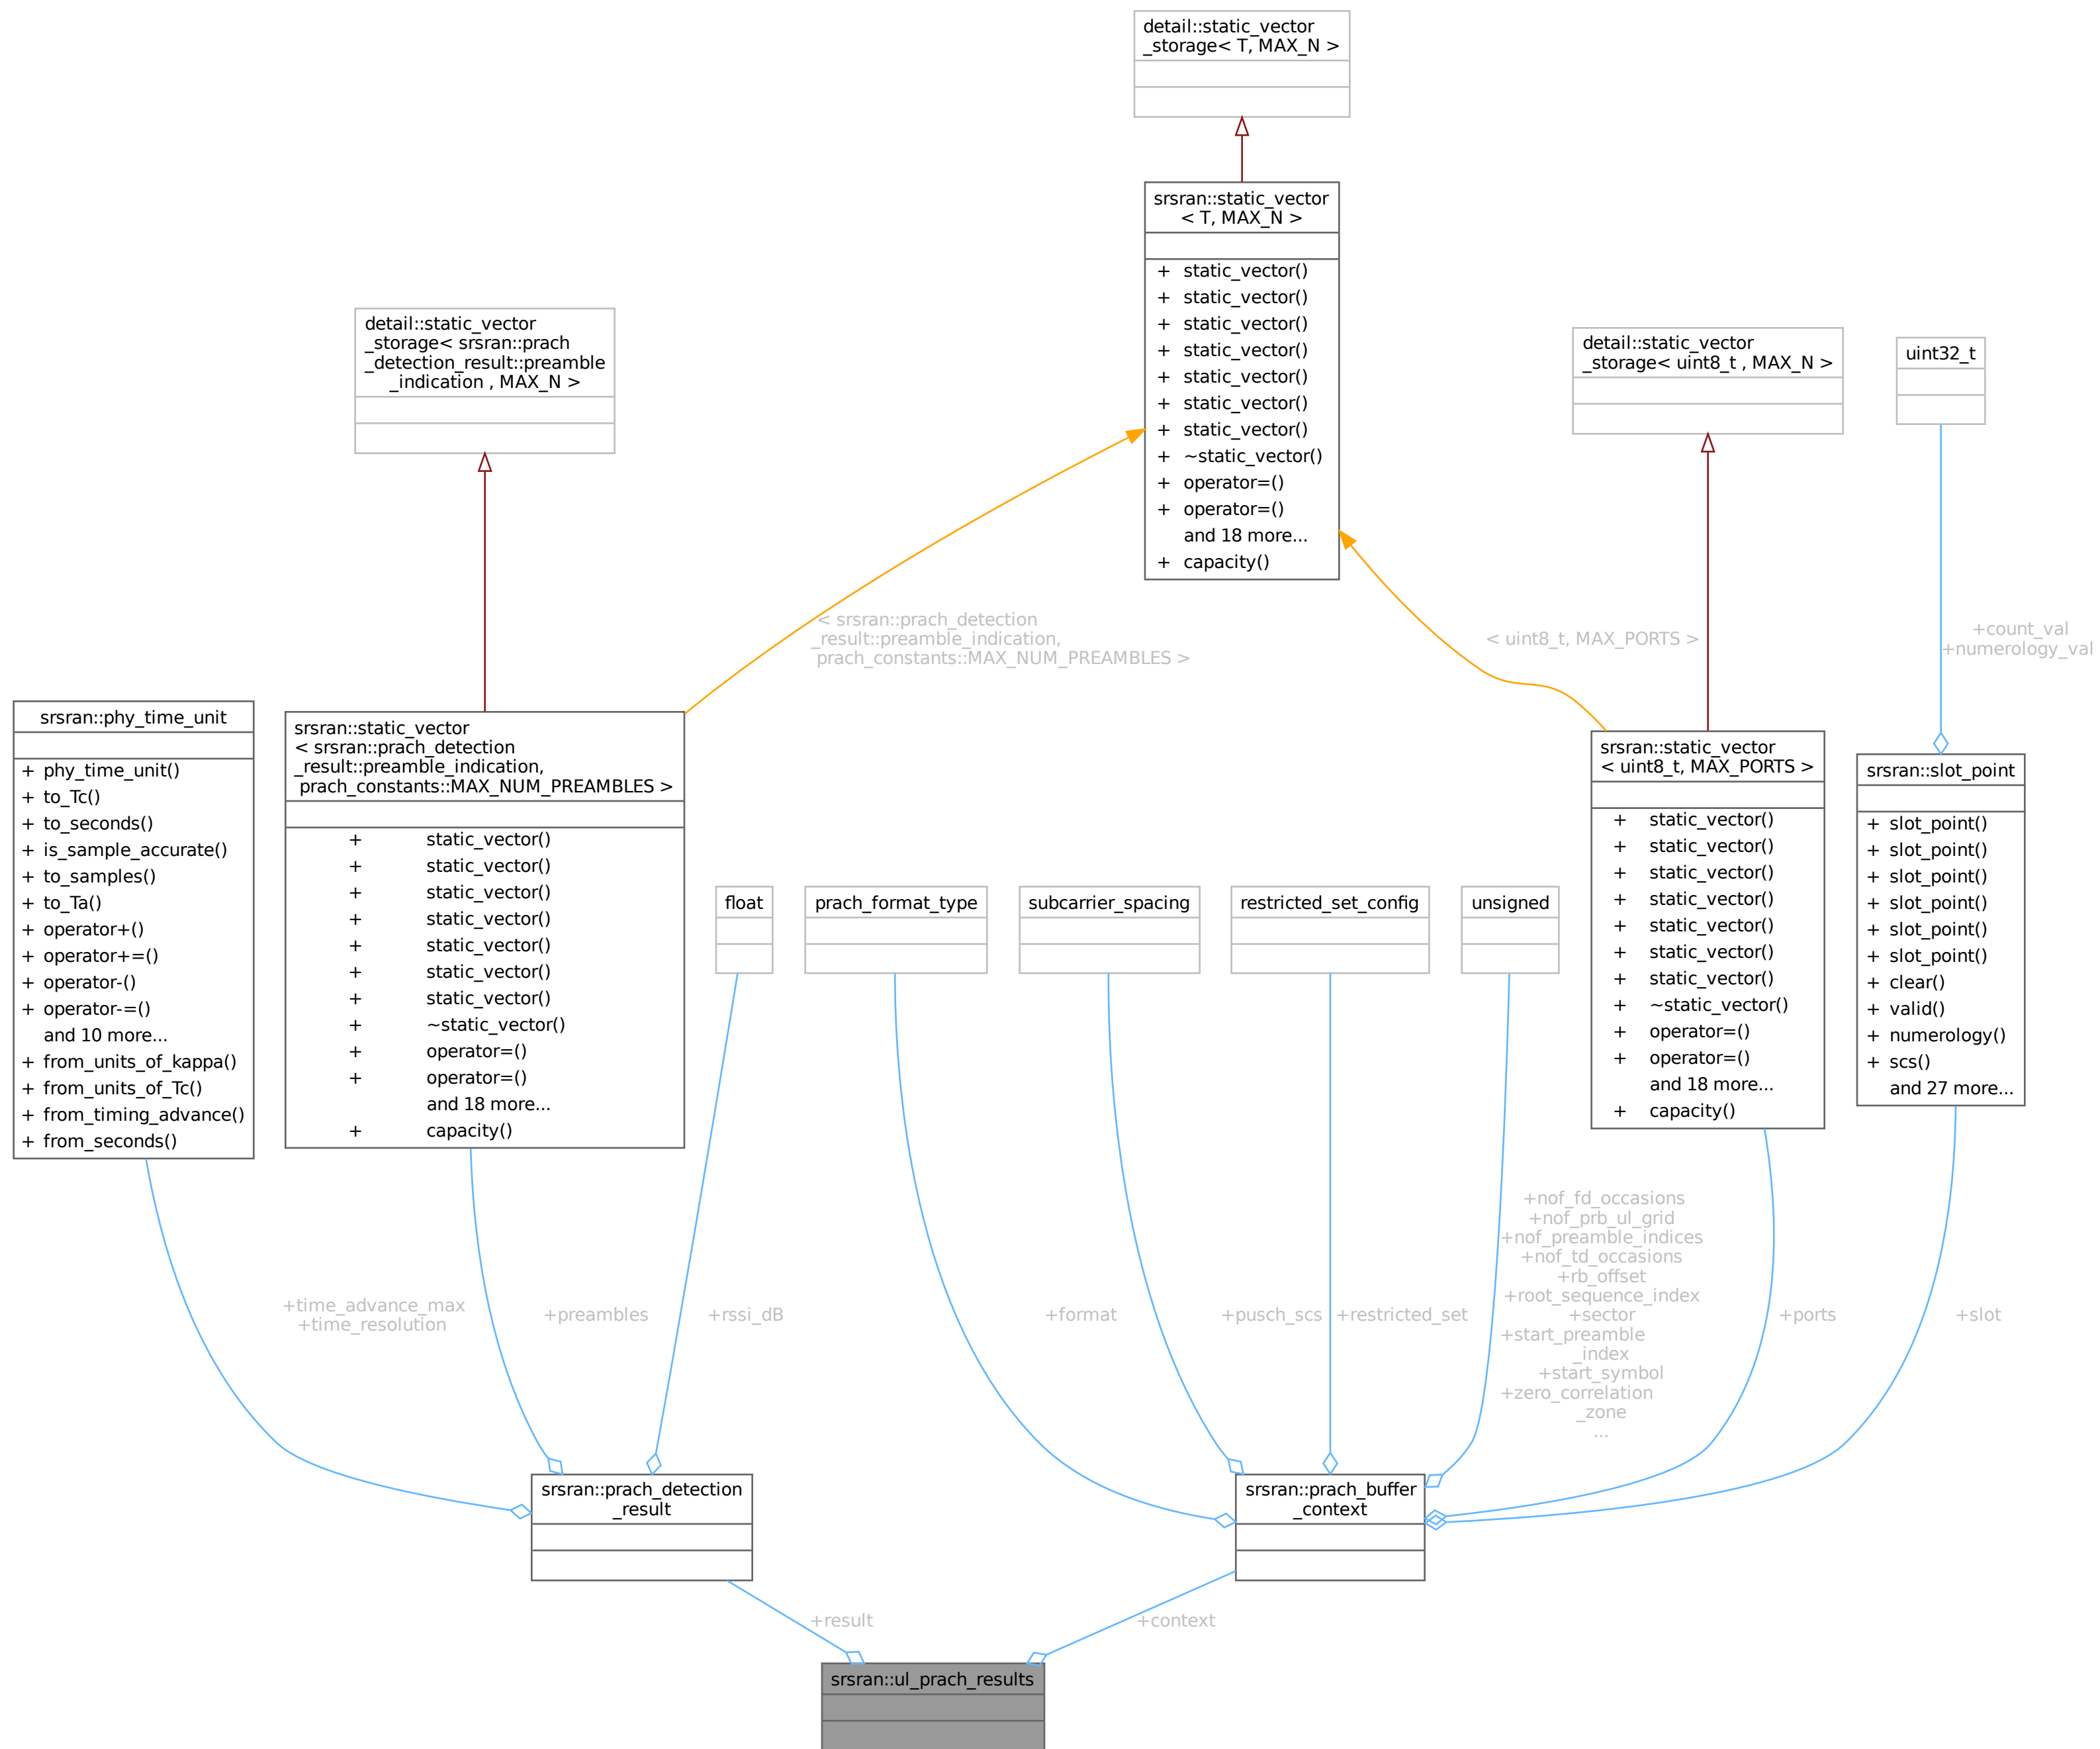 detail::static_vector
_storage< T, MAX_N >
srsran::static_vector
< T, MAX_N >
+ static_vector()
+ static_vector()
+ static_vector()
+ static_vector()
+ static_vector()
+ static_vector()
+ static_vector()
+ ~static_vector()
+ operator=()
+ operator=()
and 18 more...
+ capacity()
detail::static_vector
_storage< srsran::prach
_detection_result::preamble
_indication , MAX_N >
detail::static_vector
_storage< uint8_t , MAX_N >
uint32_t
< srsran::prach_detection
_result::preamble_indication,
prach_constants::MAX_NUM_PREAMBLES >
< uint8_t, MAX_PORTS >
+count_val
+numerology_val
srsran::phy_time_unit
+ phy_time_unit()
+ to_Tc()
+ to_seconds()
+ is_sample_accurate()
+ to_samples()
+ to_Ta()
+ operator+()
+ operator+=()
+ operator-()
+ operator-=()
and 10 more...
+ from_units_of_kappa()
+ from_units_of_Tc()
+ from_timing_advance()
+ from_seconds()
srsran::static_vector
< srsran::prach_detection
_result::preamble_indication,
prach_constants::MAX_NUM_PREAMBLES >
+ static_vector()
+ static_vector()
+ static_vector()
+ static_vector()
+ static_vector()
+ static_vector()
+ static_vector()
+ ~static_vector()
+ operator=()
+ operator=()
and 18 more...
+ capacity()
float
prach_format_type
subcarrier_spacing
restricted_set_config
unsigned
srsran::static_vector
< uint8_t, MAX_PORTS >
+ static_vector()
+ static_vector()
+ static_vector()
+ static_vector()
+ static_vector()
+ static_vector()
+ static_vector()
+ ~static_vector()
+ operator=()
+ operator=()
and 18 more...
+ capacity()
srsran::slot_point
+ slot_point()
+ slot_point()
+ slot_point()
+ slot_point()
+ slot_point()
+ slot_point()
+ clear()
+ valid()
+ numerology()
+ scs()
and 27 more...
+time_advance_max
+time_resolution
+preambles
+rssi_dB
+format
+pusch_scs
+restricted_set
+nof_fd_occasions
+nof_prb_ul_grid
+nof_preamble_indices
+nof_td_occasions
+rb_offset
+root_sequence_index
+sector
+start_preamble
_index
+start_symbol
+zero_correlation
_zone
...
+ports
+slot
srsran::prach_detection
_result
srsran::prach_buffer
_context
+result
+context
srsran::ul_prach_results